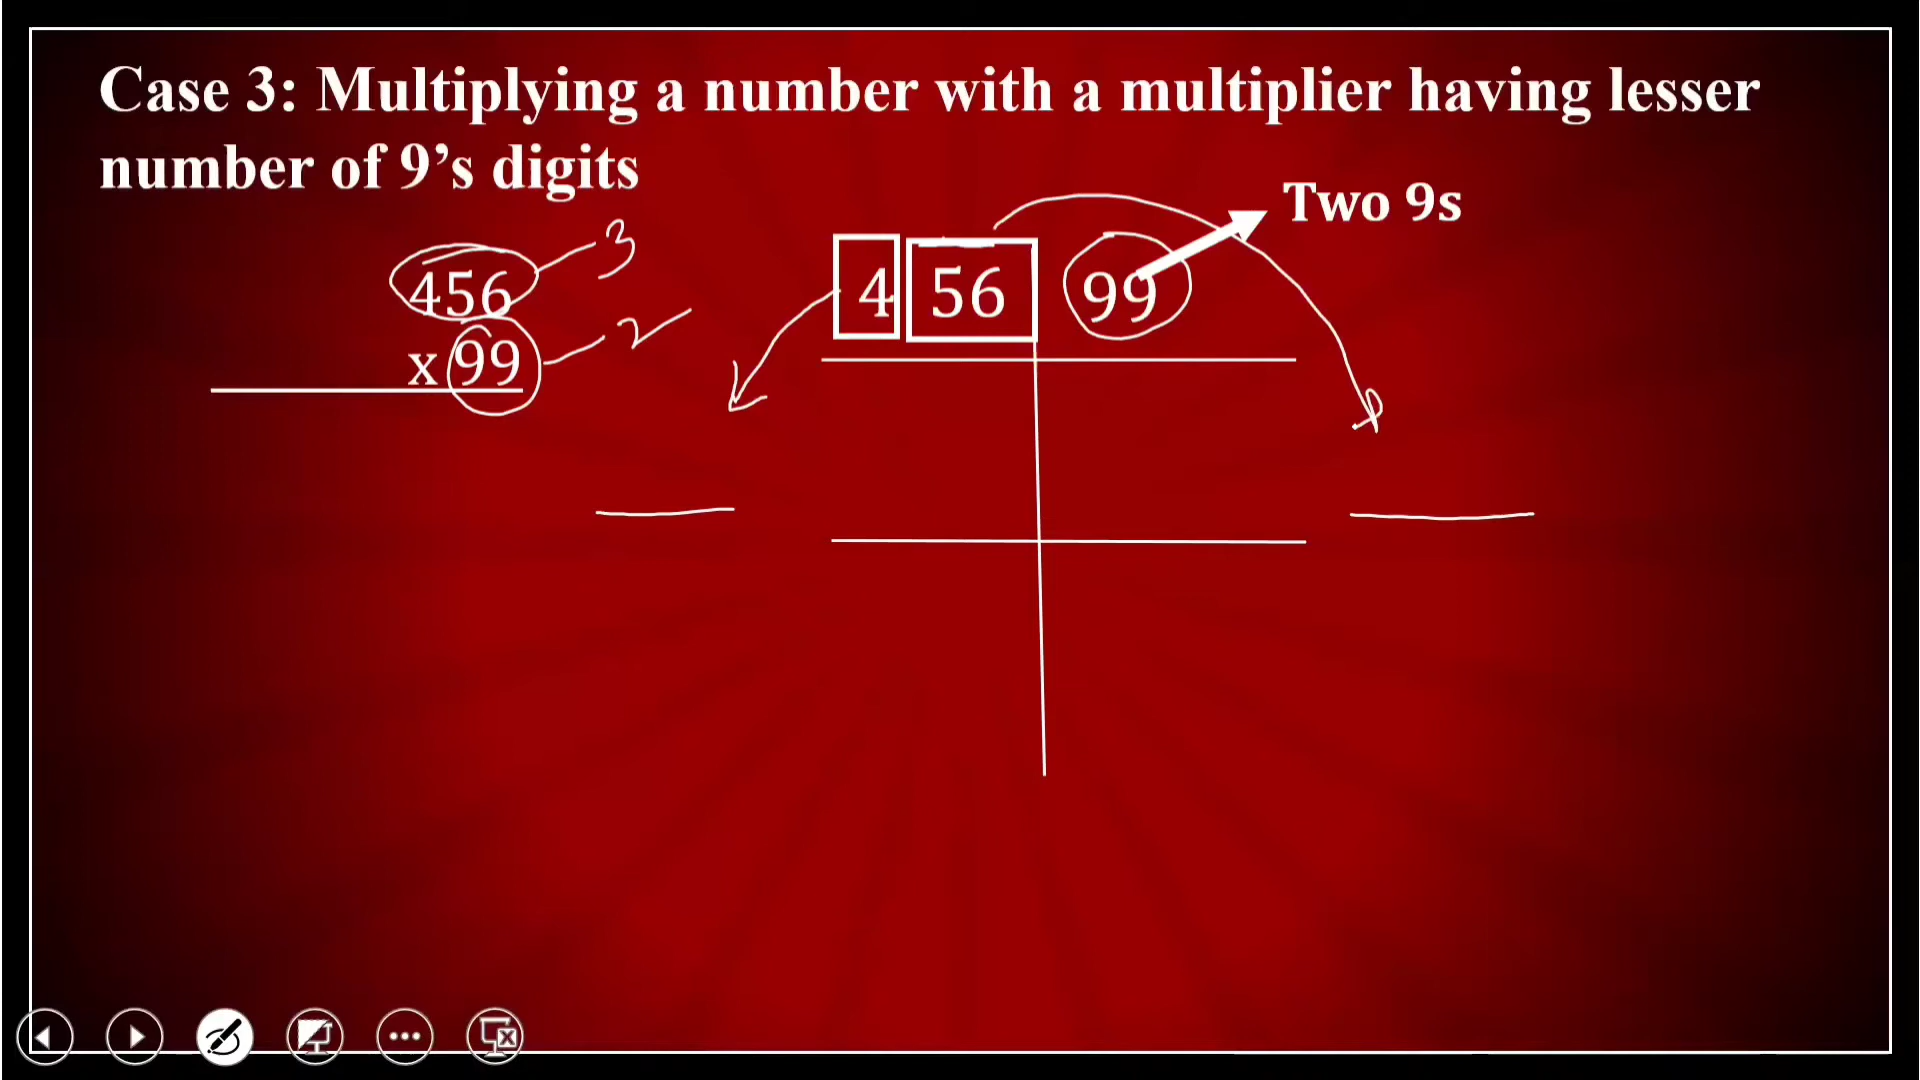 Case 3: Multiplying a number with a multiplier having lesser
number of 9’s digits
Two 9s
456 3
x 99 2
4 56 99